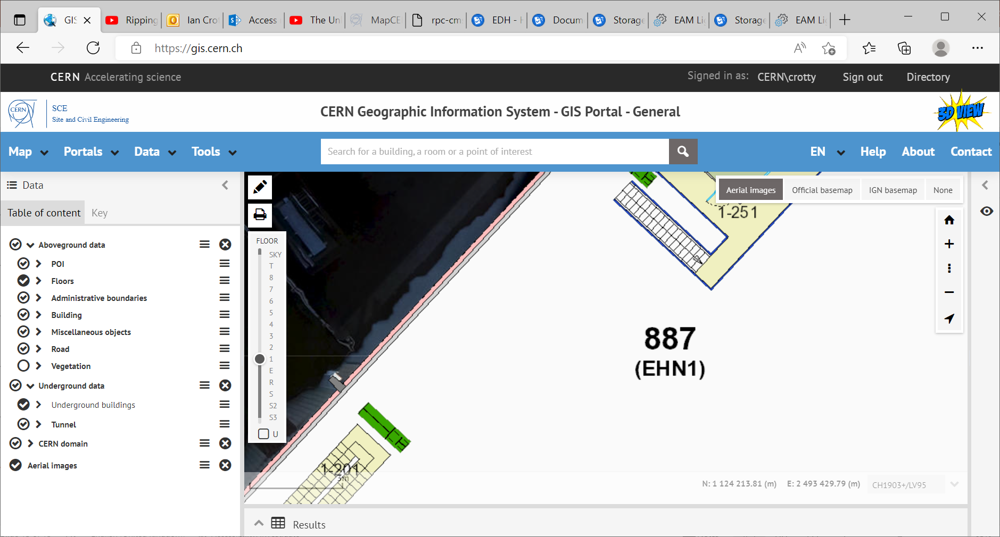 GIS
Ripping
Ian Cro
Access
The Un
MapCE
rpc-cm
EDH -
Docum
Storage
EAM Li
Storage
EAM Li
https://gis.cern.ch
CERN Accelerating science
Signed in as: CERN\crotty Sign out Directory
CERN
SCE
Site and Civil Engineering
CERN Geographic Information System - GIS Portal - General
3D VIEW
Map Portals Data Tools
Search for a building, a room or a point of interest
EN Help About Contact
Data
Table of content Key
Aboveground data
POI
Floors
Administrative boundaries
Building
Miscellaneous objects
Road
Vegetation
Underground data
Underground buildings
Tunnel
CERN domain
Aerial images
FLOOR
SKY
T
8
7
6
5
4
3
2
1
E
R
S
S2
S3
U
Aerial images Official basemap IGN basemap None
1-251
887
(EHN1)
1-201
3m
N: 1 124 213.81 (m) E: 2 493 429.79 (m) CH1903+/LV95
Results